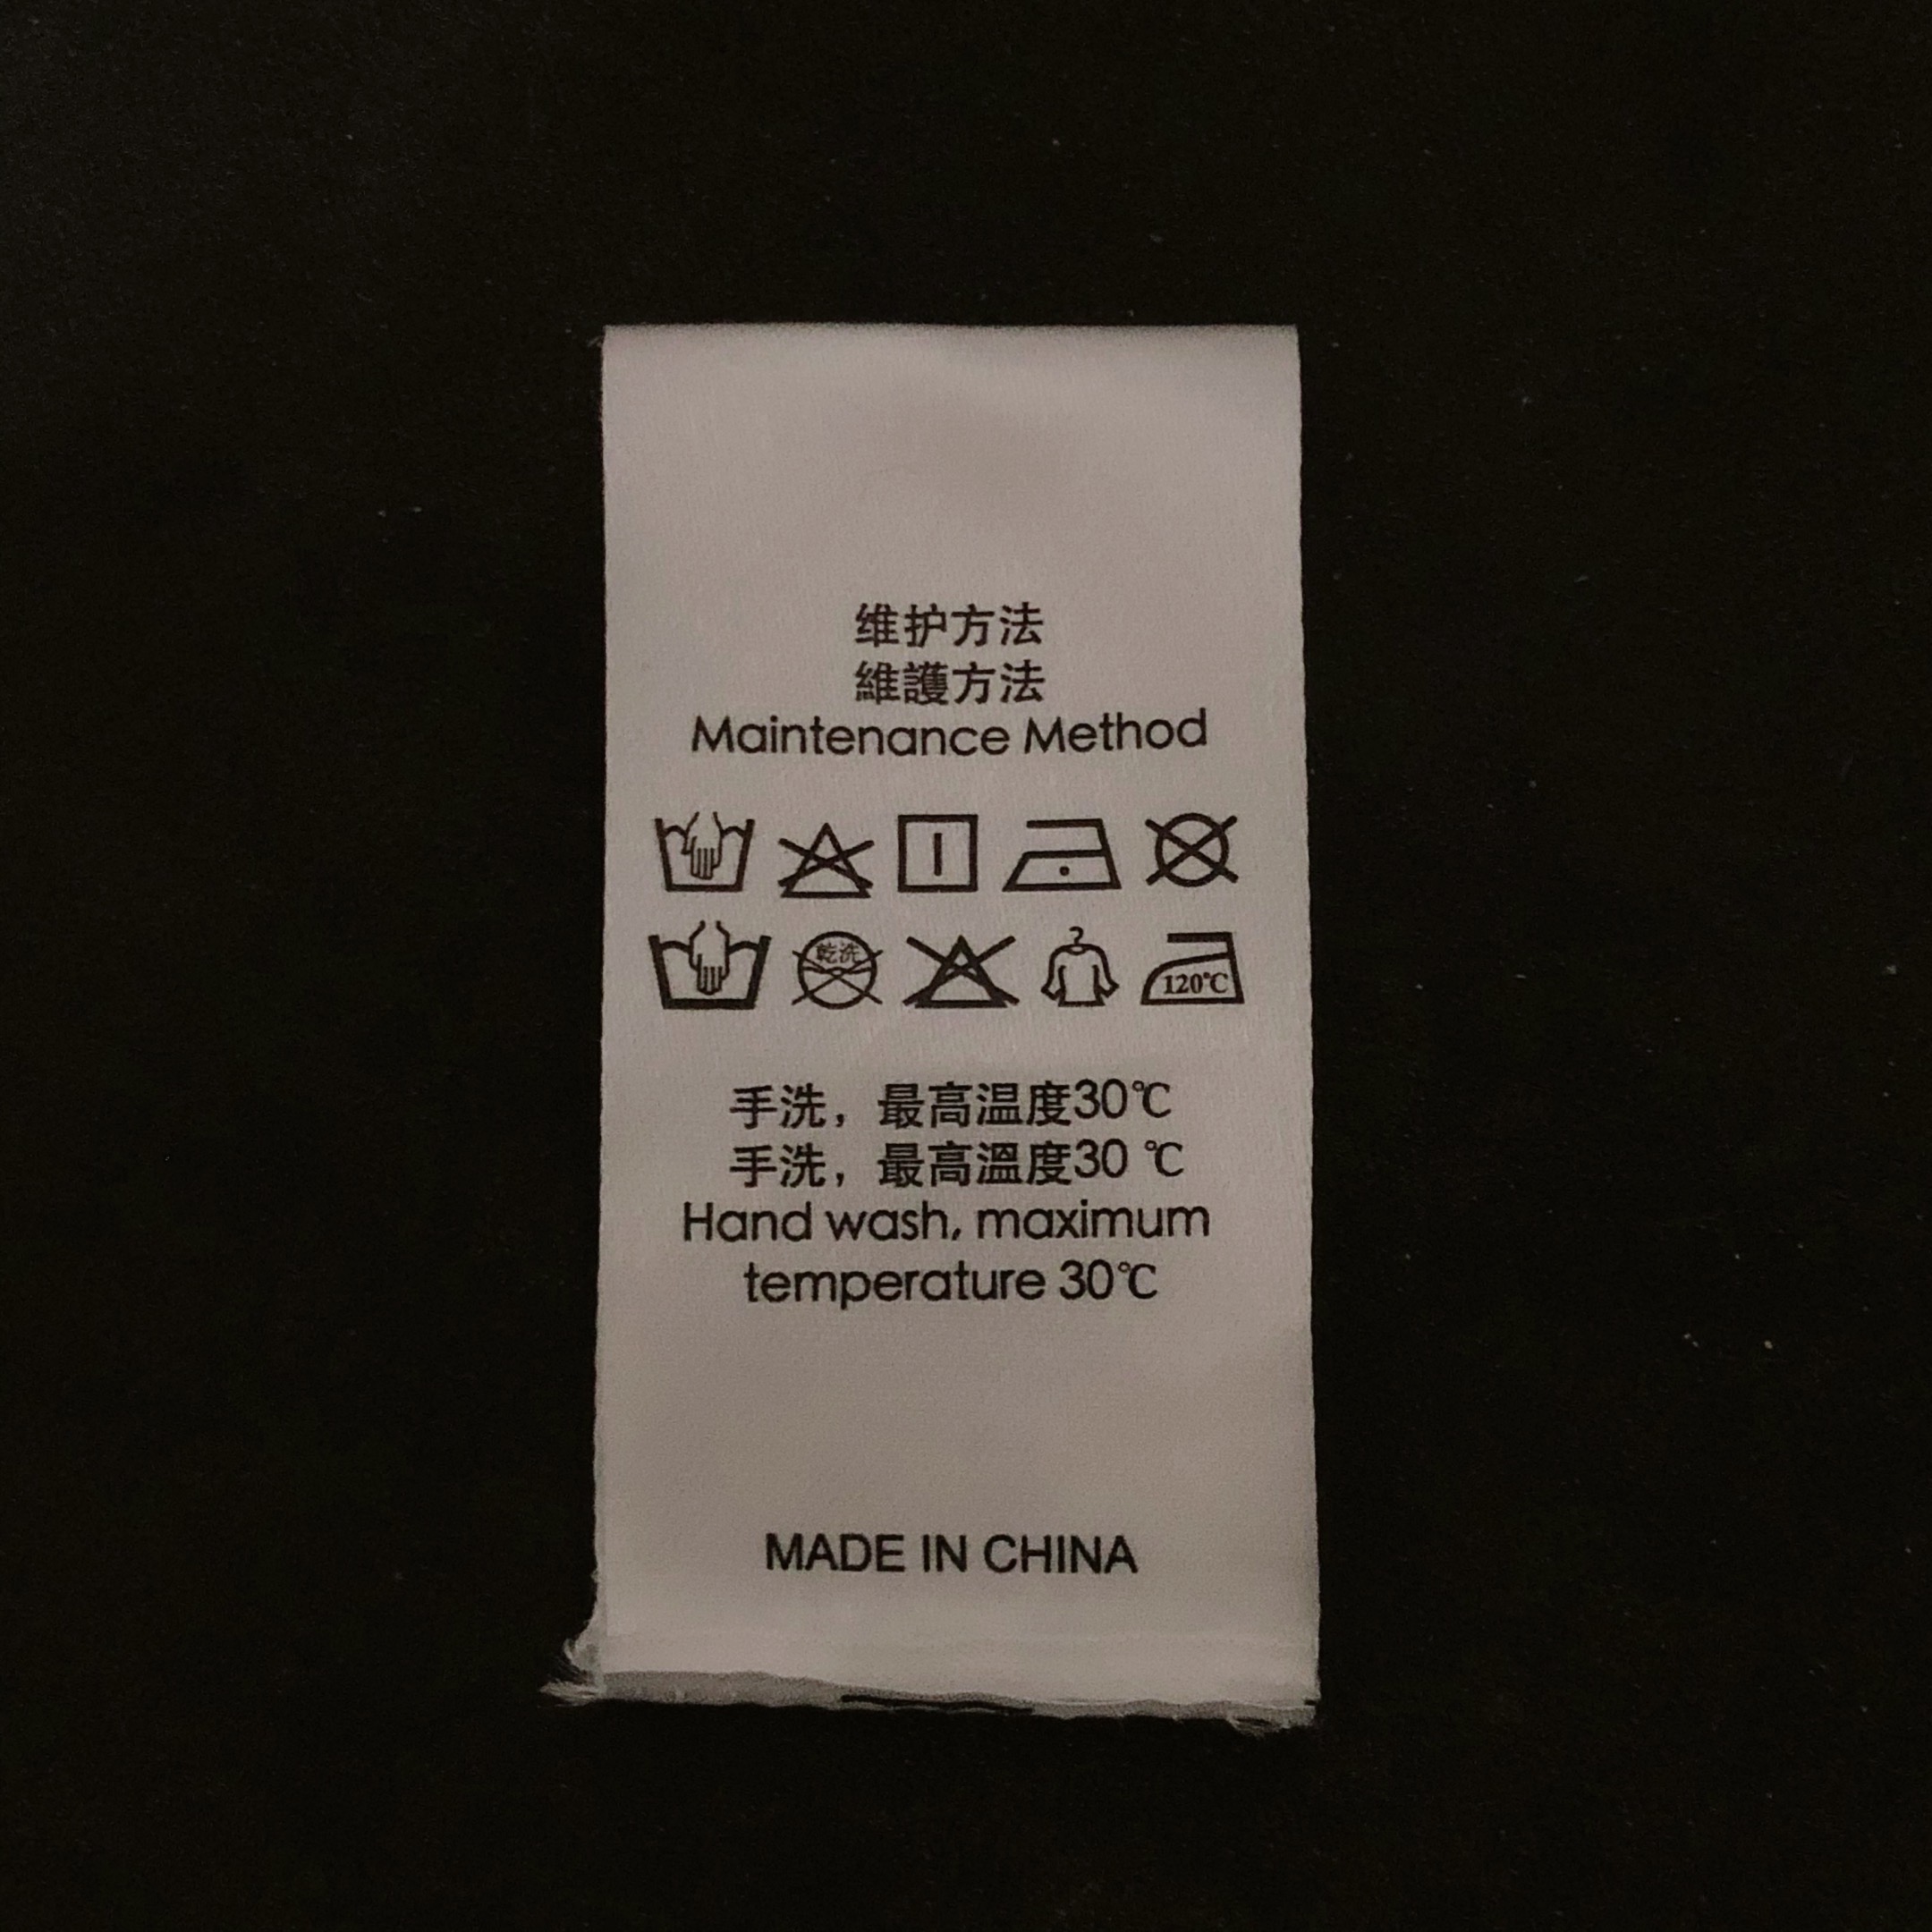 维护方法
維護方法
Maintenance Method
乾洗
120℃
手洗，最高温度30℃
手洗，最高溫度30 ℃
Hand wash, maximum
temperature 30℃
MADE IN CHINA